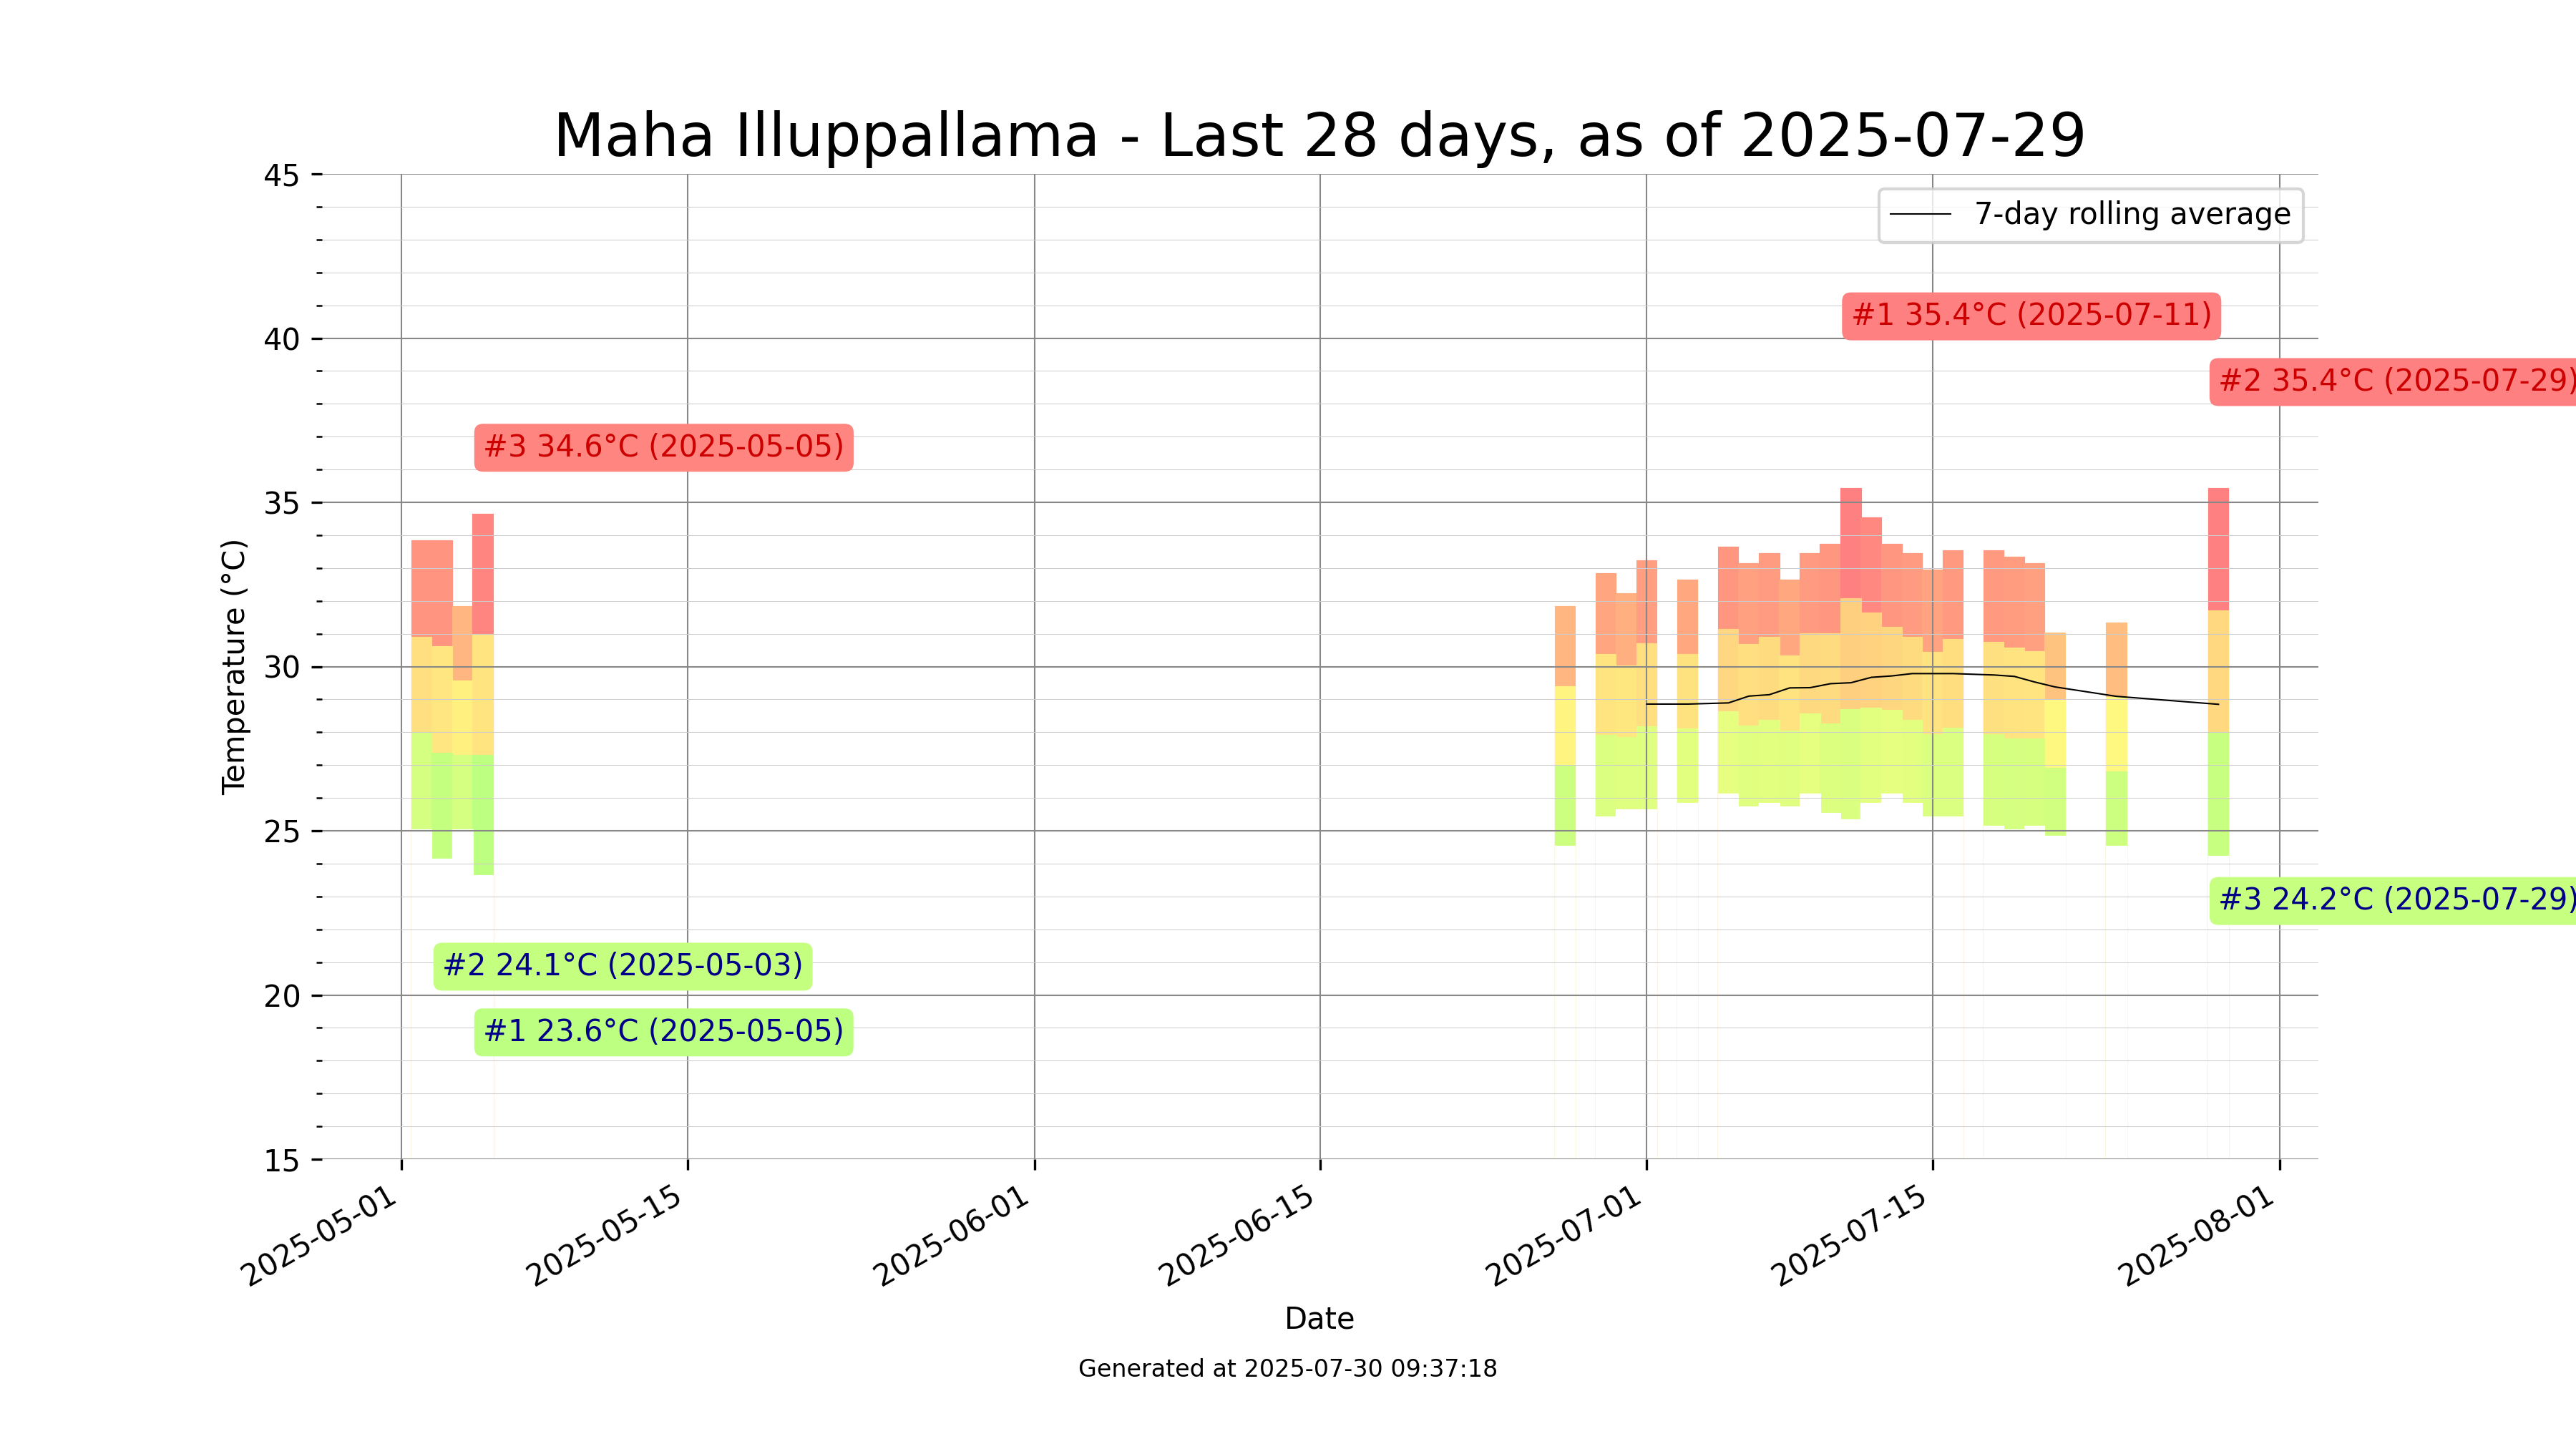 Maha Illuppallama - Last 28 days, as of 2025-07-29
45
40
35
30
25
20
15
Temperature (°C)
7-day rolling average
#1 35.4°C (2025-07-11)
#2 35.4°C (2025-07-29)
#3 34.6°C (2025-05-05)
#3 24.2°C (2025-07-29)
#2 24.1°C (2025-05-03)
#1 23.6°C (2025-05-05)
2025-05-01
2025-05-15
2025-06-01
2025-06-15
2025-07-01
2025-07-15
2025-08-01
Date
Generated at 2025-07-30 09:37:18